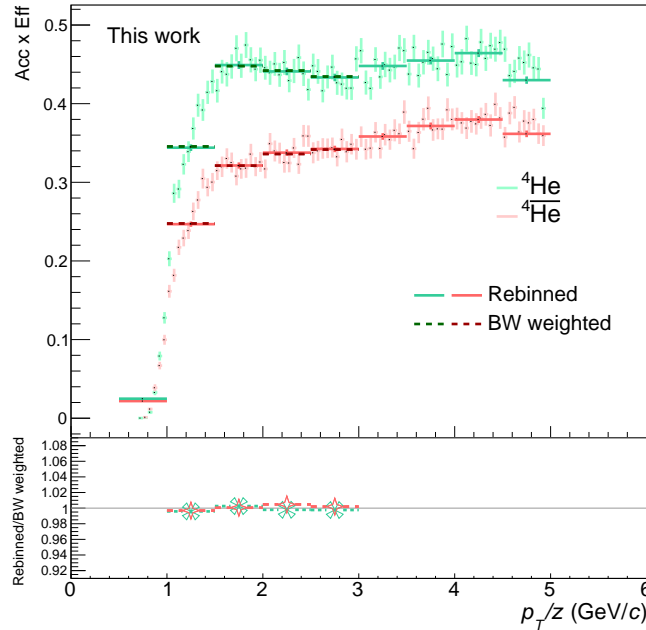 This work
Acc x Eff
0.5
0.4
0.3
0.2
0.1
0
⁴He
⁴H̅e̅
Rebinned
BW weighted
Rebinned/BW weighted
1.08
1.06
1.04
1.02
1
0.98
0.96
0.94
0.92
0 1 2 3 4 5 6
p_T/z (GeV/c)